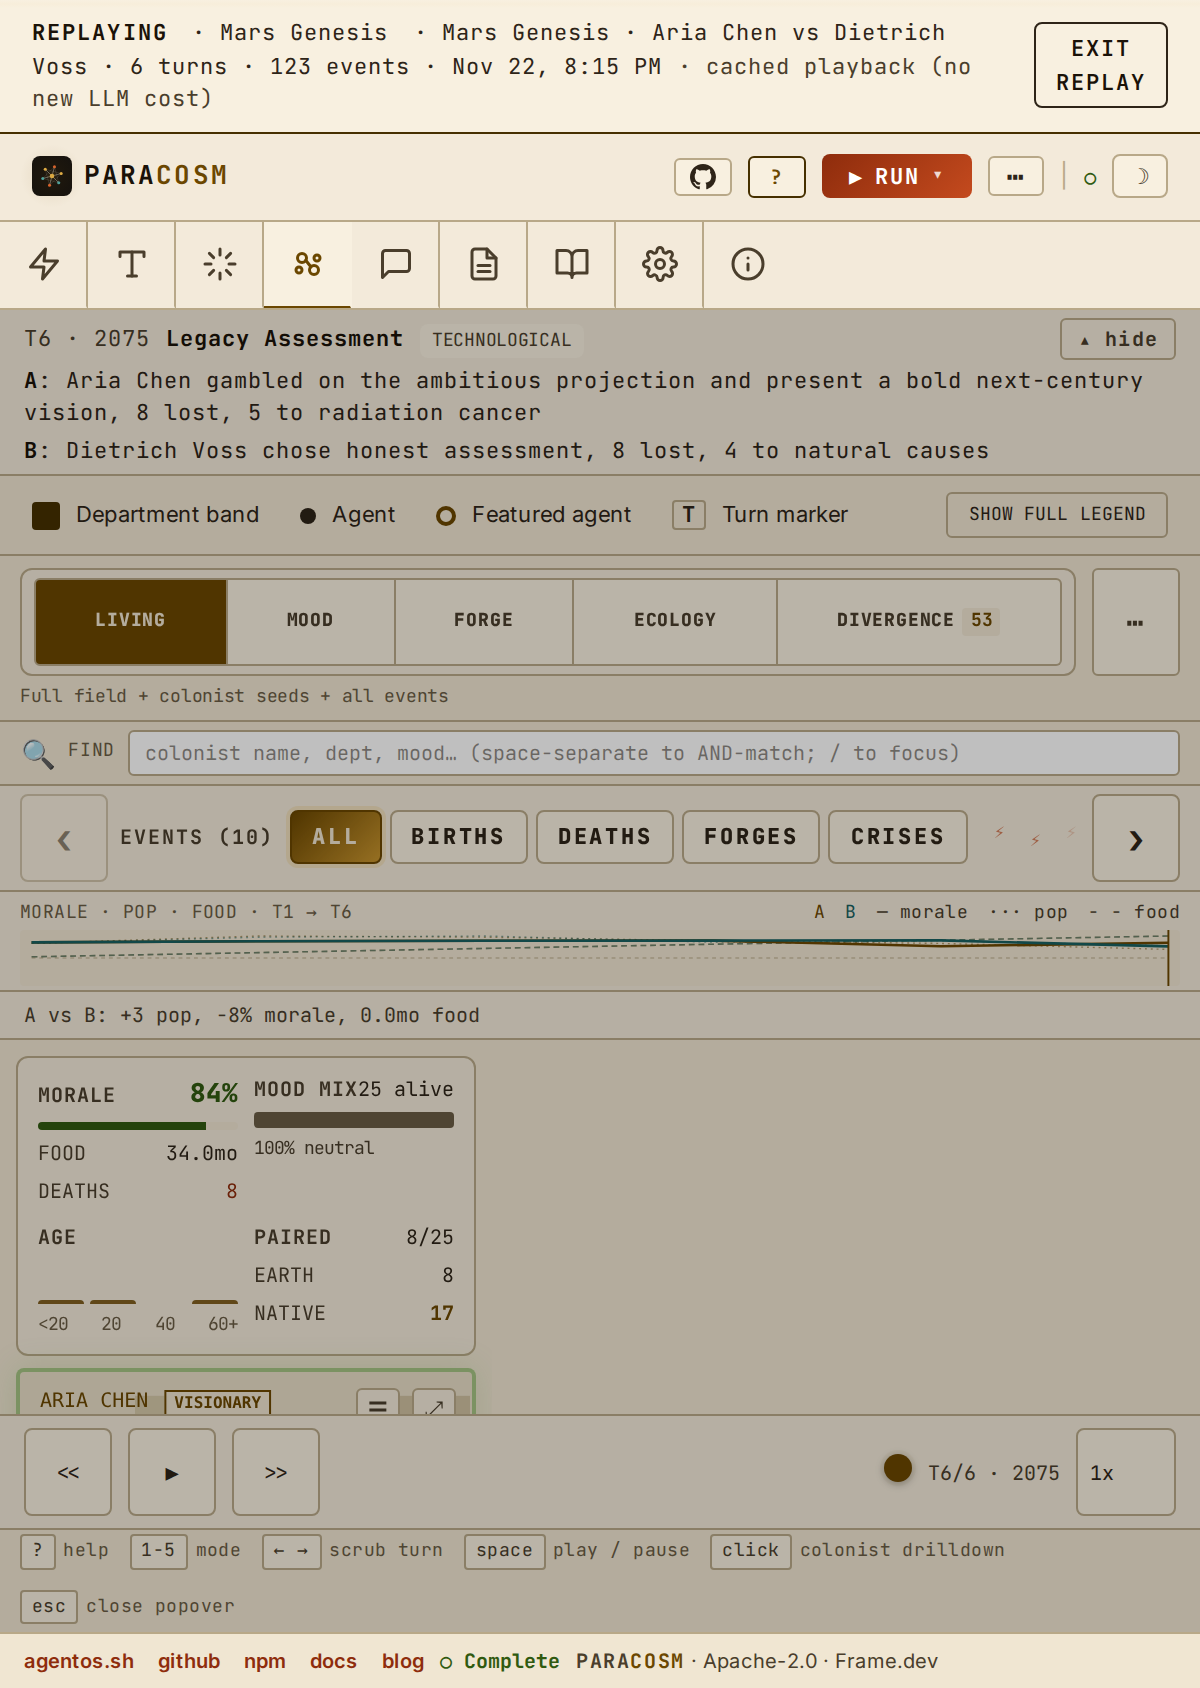 REPLAYING · Mars Genesis · Mars Genesis · Aria Chen vs Dietrich
Voss · 6 turns · 123 events · Nov 22, 8:15 PM · cached playback (no
new LLM cost)
EXIT
REPLAY
PARACOSM
?
▶ RUN ▾
…
T6 · 2075 Legacy Assessment TECHNOLOGICAL
▴ hide
A: Aria Chen gambled on the ambitious projection and present a bold next-century
vision, 8 lost, 5 to radiation cancer
B: Dietrich Voss chose honest assessment, 8 lost, 4 to natural causes
Department band Agent Featured agent T Turn marker SHOW FULL LEGEND
LIVING MOOD FORGE ECOLOGY DIVERGENCE 53 …
Full field + colonist seeds + all events
🔍 FIND colonist name, dept, mood… (space-separate to AND-match; / to focus)
‹ EVENTS (10) ALL BIRTHS DEATHS FORGES CRISES ›
MORALE · POP · FOOD · T1 → T6 A B — morale ··· pop - - food
A vs B: +3 pop, -8% morale, 0.0mo food
MORALE 84%
FOOD 34.0mo
DEATHS 8
MOOD MIX 25 alive
100% neutral
AGE
<20 20 40 60+
PAIRED 8/25
EARTH 8
NATIVE 17
ARIA CHEN VISIONARY
<< ▶ >> T6/6 · 2075 1x
? help 1-5 mode ← → scrub turn space play / pause click colonist drilldown
esc close popover
agentos.sh github npm docs blog ○ Complete PARACOSM · Apache-2.0 · Frame.dev